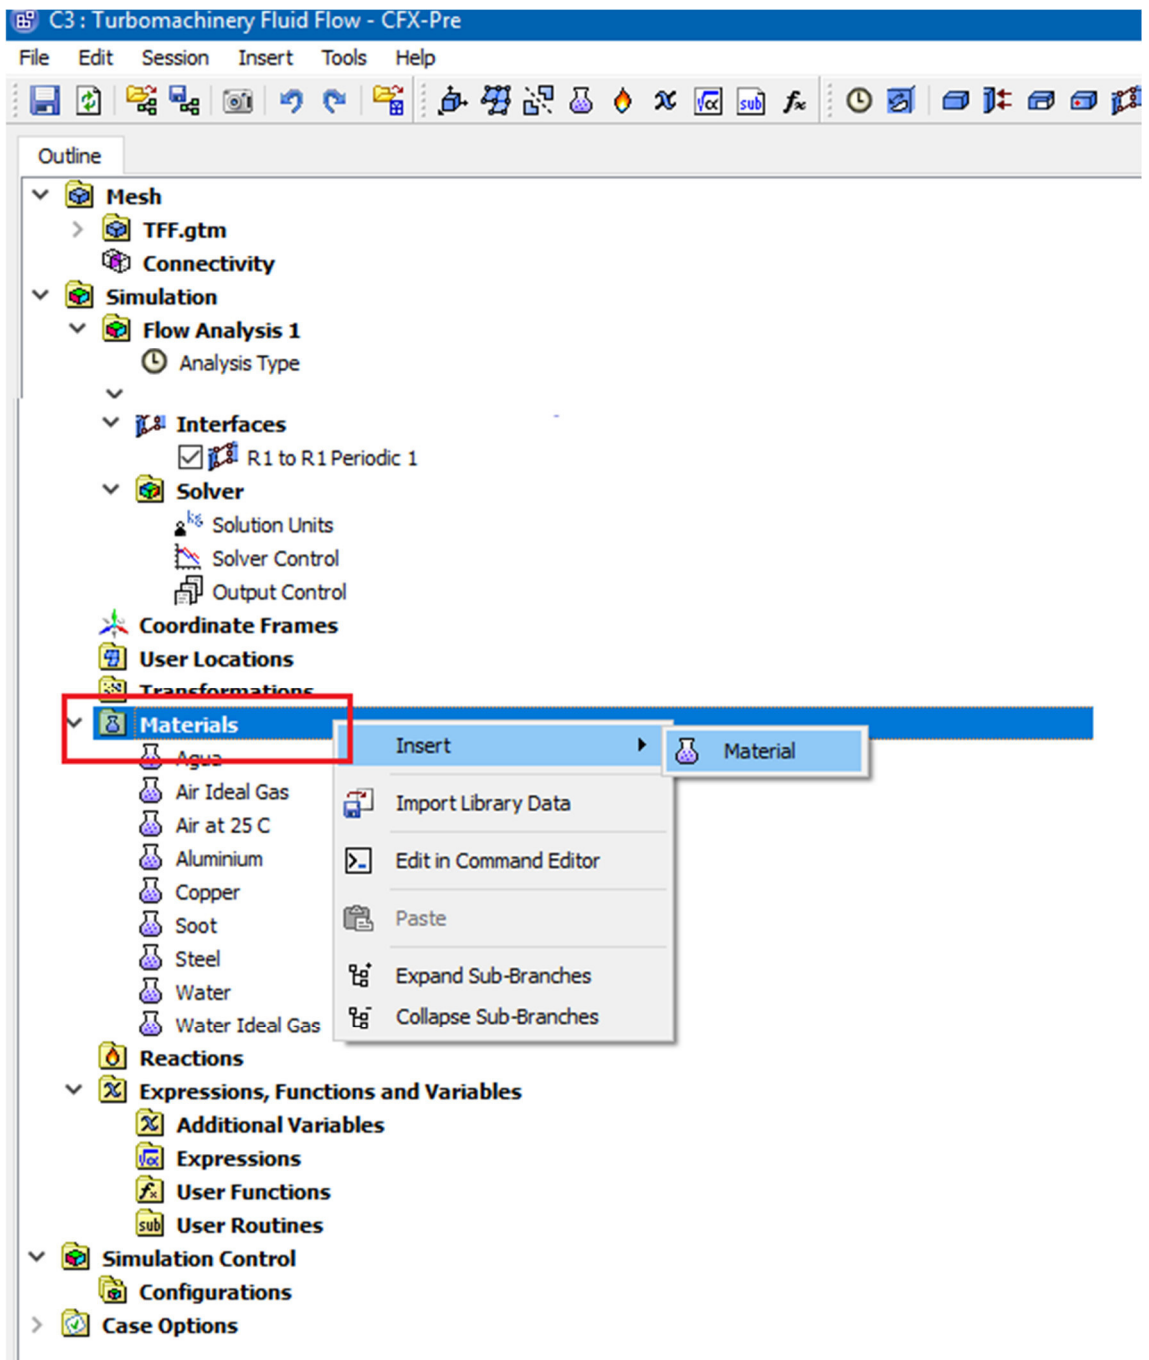 C3 : Turbomachinery Fluid Flow - CFX-Pre
File Edit Session Insert Tools Help
Outline
Mesh
TFF.gtm
Connectivity
Simulation
Flow Analysis 1
Analysis Type
Interfaces
R1 to R1 Periodic 1
Solver
Solution Units
Solver Control
Output Control
Coordinate Frames
User Locations
Transformations
Materials
Agua
Air Ideal Gas
Air at 25 C
Aluminium
Copper
Soot
Steel
Water
Water Ideal Gas
Insert
Material
Import Library Data
Edit in Command Editor
Paste
Expand Sub-Branches
Collapse Sub-Branches
Reactions
Expressions, Functions and Variables
Additional Variables
Expressions
User Functions
User Routines
Simulation Control
Configurations
Case Options